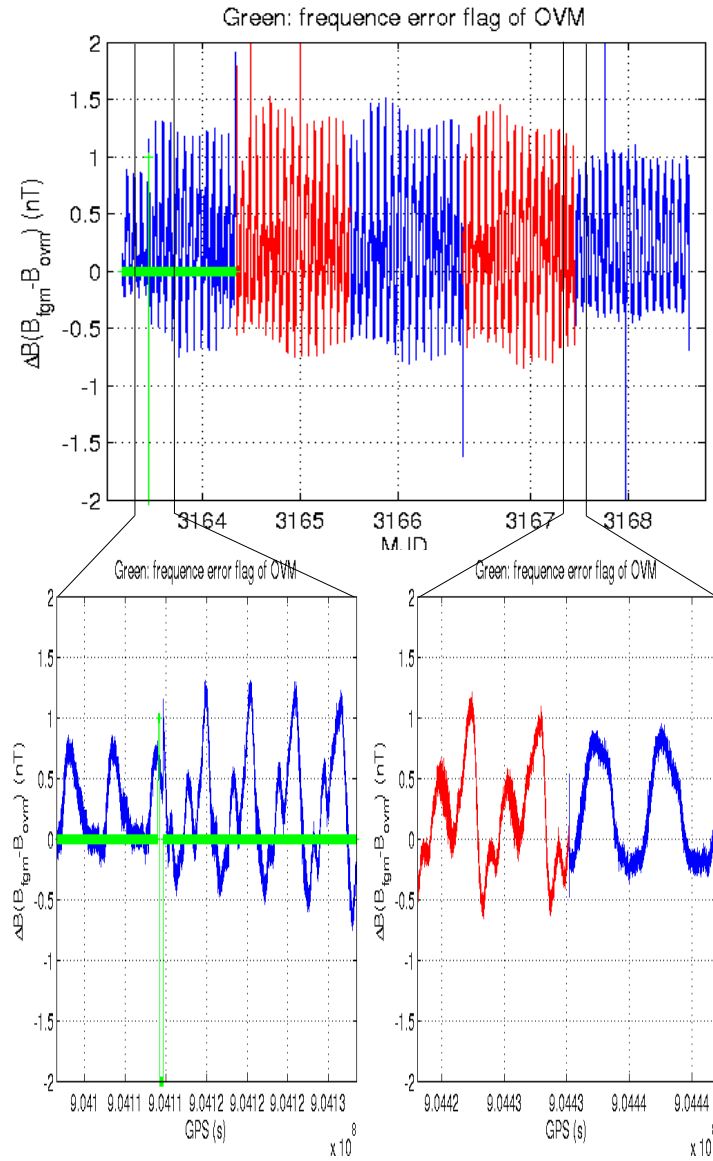 Green: frequence error flag of OVM
2
1.5
1
0.5
0
-0.5
-1
-1.5
-2
ΔB(B_fgm-B_ovm) (nT)
3164 3165 3166 3167 3168
MJD
Green: frequence error flag of OVM
2
1.5
1
0.5
0
-0.5
-1
-1.5
-2
ΔB(B_fgm-B_ovm) (nT)
9.041 9.0411 9.0411 9.0412 9.0412 9.0412 9.0413
GPS (s)
x 10^8
Green: frequence error flag of OVM
2
1.5
1
0.5
0
-0.5
-1
-1.5
-2
ΔB(B_fgm-B_ovm) (nT)
9.0442 9.0443 9.0443 9.0444 9.0444
GPS (s)
x 10^8